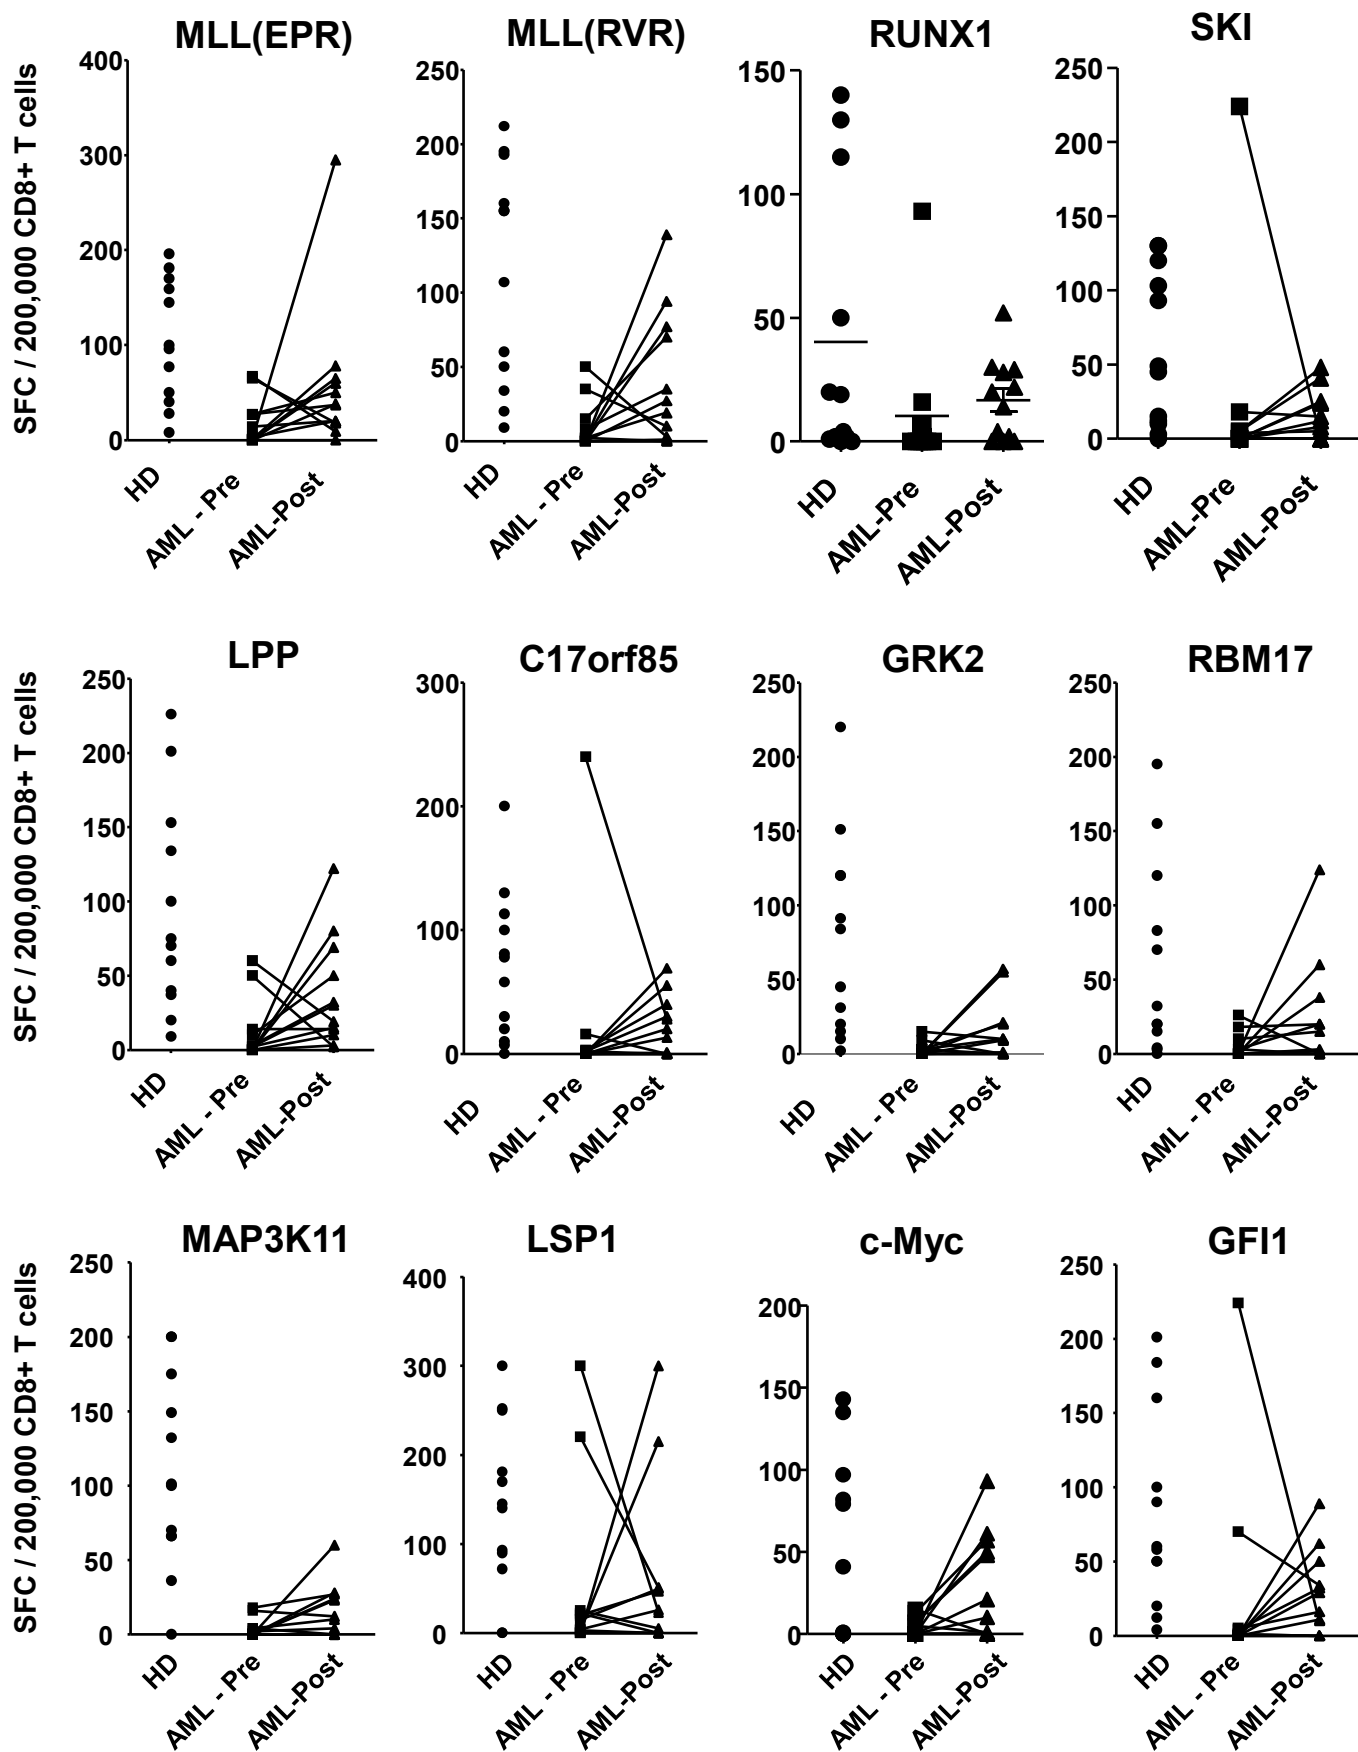 MLL(EPR)
SFC / 200,000 CD8+ T cells
400
300
200
100
0
HD
AML - Pre
AML-Post
MLL(RVR)
250
200
150
100
50
0
HD
AML - Pre
AML-Post
RUNX1
150
100
50
0
HD
AML-Pre
AML-Post
SKI
250
200
150
100
50
0
HD
AML-Pre
AML-Post
LPP
SFC / 200,000 CD8+ T cells
250
200
150
100
50
0
HD
AML - Pre
AML-Post
C17orf85
300
200
100
0
HD
AML - Pre
AML-Post
GRK2
250
200
150
100
50
0
HD
AML - Pre
AML-Post
RBM17
250
200
150
100
50
0
HD
AML - Pre
AML-Post
MAP3K11
SFC / 200,000 CD8+ T cells
250
200
150
100
50
0
HD
AML - Pre
AML-Post
LSP1
400
300
200
100
0
HD
AML - Pre
AML-Post
c-Myc
200
150
100
50
0
HD
AML-Pre
AML-Post
GFI1
250
200
150
100
50
0
HD
AML - Pre
AML-Post